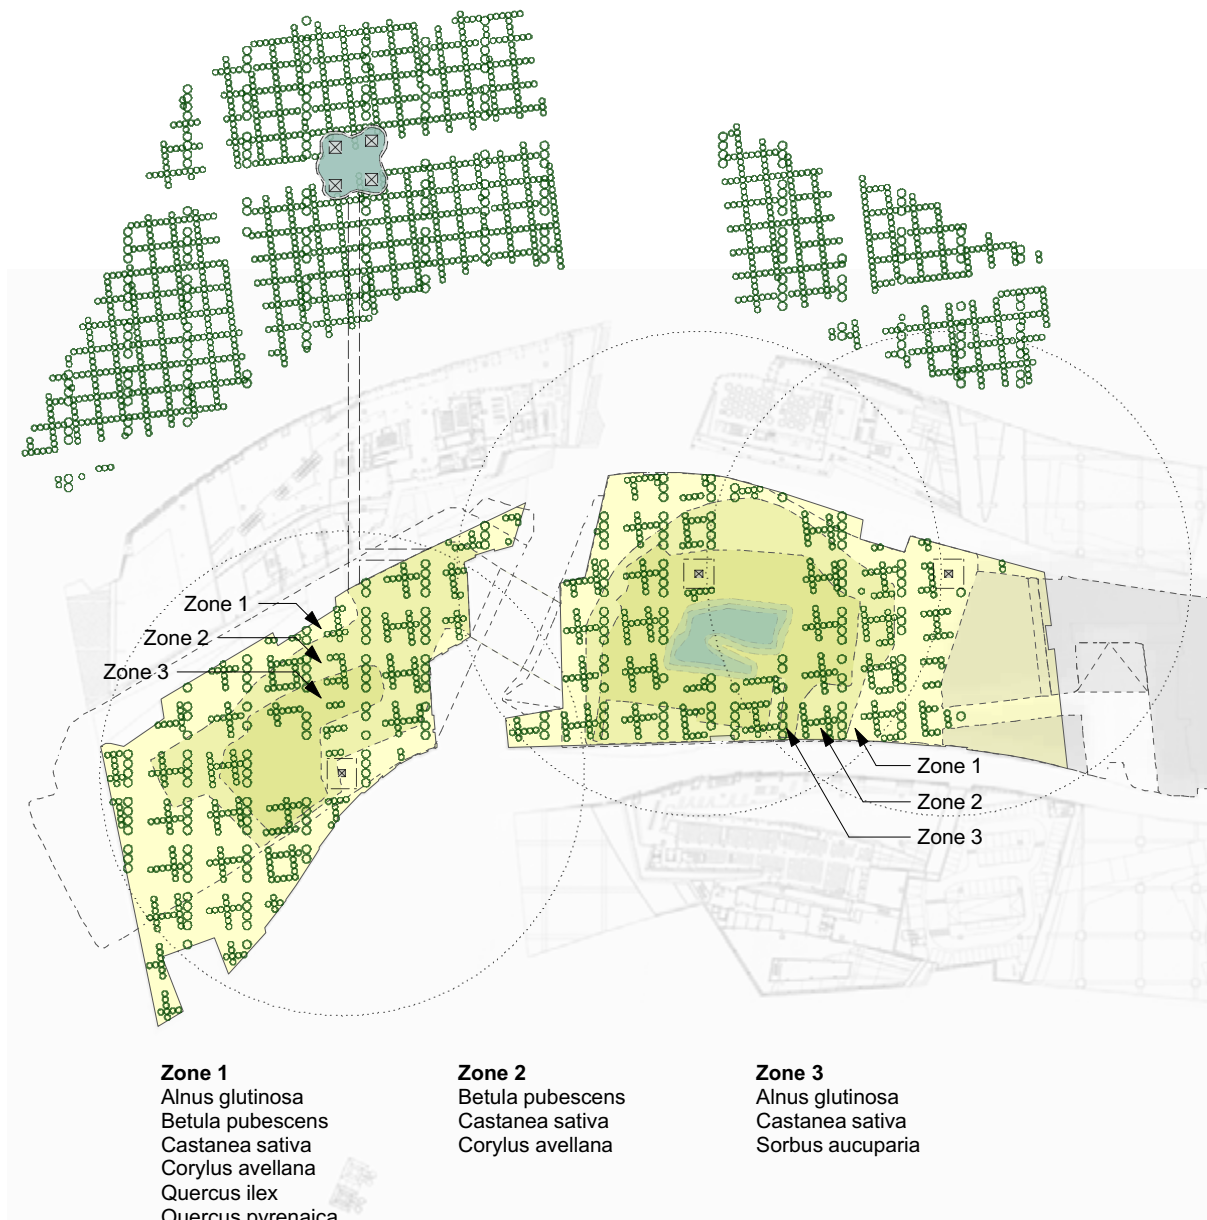 Zone 1
Zone 2
Zone 3
Zone 1
Zone 2
Zone 3
Zone 1
Alnus glutinosa
Betula pubescens
Castanea sativa
Corylus avellana
Quercus ilex
Quercus pyrenaica
Zone 2
Betula pubescens
Castanea sativa
Corylus avellana
Zone 3
Alnus glutinosa
Castanea sativa
Sorbus aucuparia